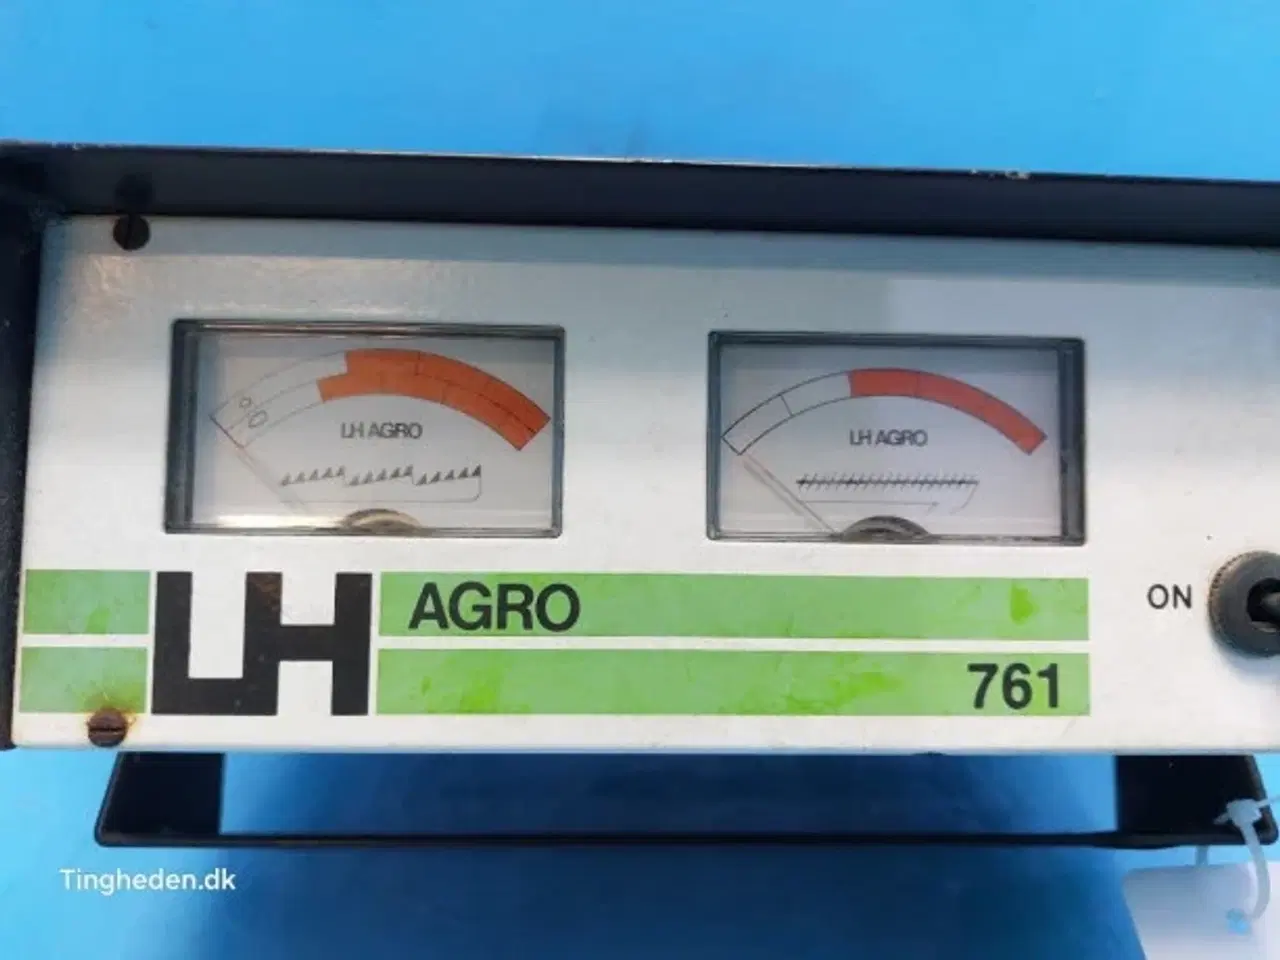 LH AGRO
LH AGRO
ON
LH AGRO
761
Tingheden.dk